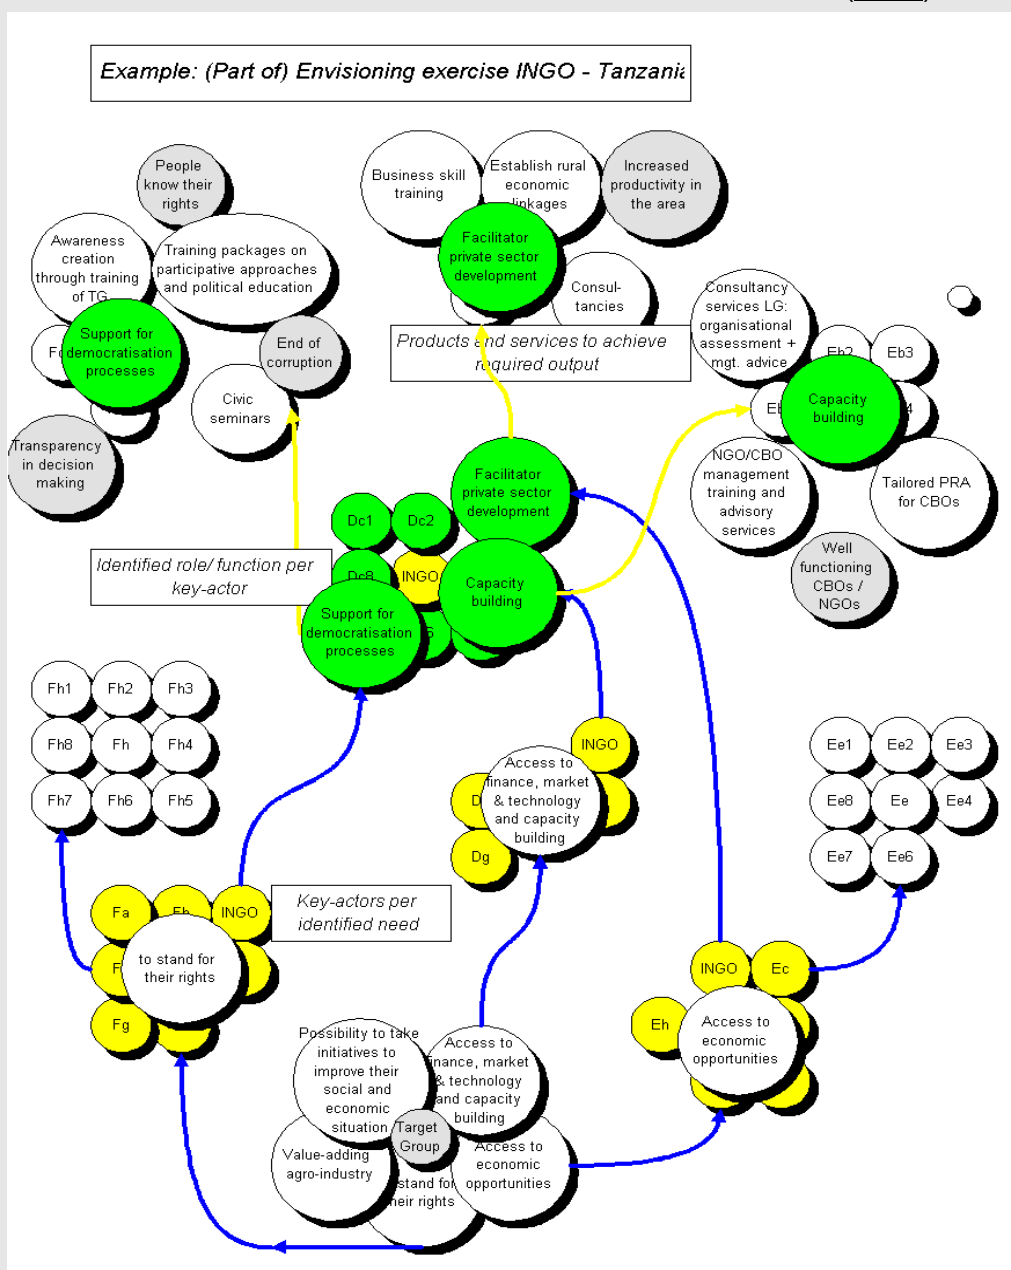 Example: (Part of) Envisioning exercise INGO - Tanzania
People
know their
rights
Business skill
training
Establish rural
economic
linkages
Increased
productivity in
the area
Awareness
creation
through training
of TG
Training packages on
participative approaches
and political education
Facilitator
private sector
development
Consul-
tancies
Consultancy
services LG:
organisational
assessment +
mgt. advice
Support for
democratisation
processes
End of
corruption
Products and services to achieve
required output
Eb2
Eb3
Civic
seminars
Capacity
building
Transparency
in decision
making
NGO/CBO
management
training and
advisory
services
Tailored PRA
for CBOs
Well
functioning
CBOs /
NGOs
Facilitator
private sector
development
Dc1
Dc2
Dc8
INGO
Capacity
building
Identified role/ function per
key-actor
Support for
democratisation
processes
Fh1
Fh2
Fh3
Fh8
Fh
Fh4
Fh7
Fh6
Fh5
INGO
Access to
finance, market
& technology
and capacity
building
Dg
Ee1
Ee2
Ee3
Ee8
Ee
Ee4
Ee7
Ee6
Fa
Fb
INGO
Key-actors per
identified need
to stand for
their rights
Fg
INGO
Ec
Eh
Access to
economic
opportunities
Possibility to take
initiatives to
improve their
social and
economic
situation
Access to
finance, market
& technology
and capacity
building
Target
Group
Value-adding
agro-industry
stand for
their rights
Access to
economic
opportunities